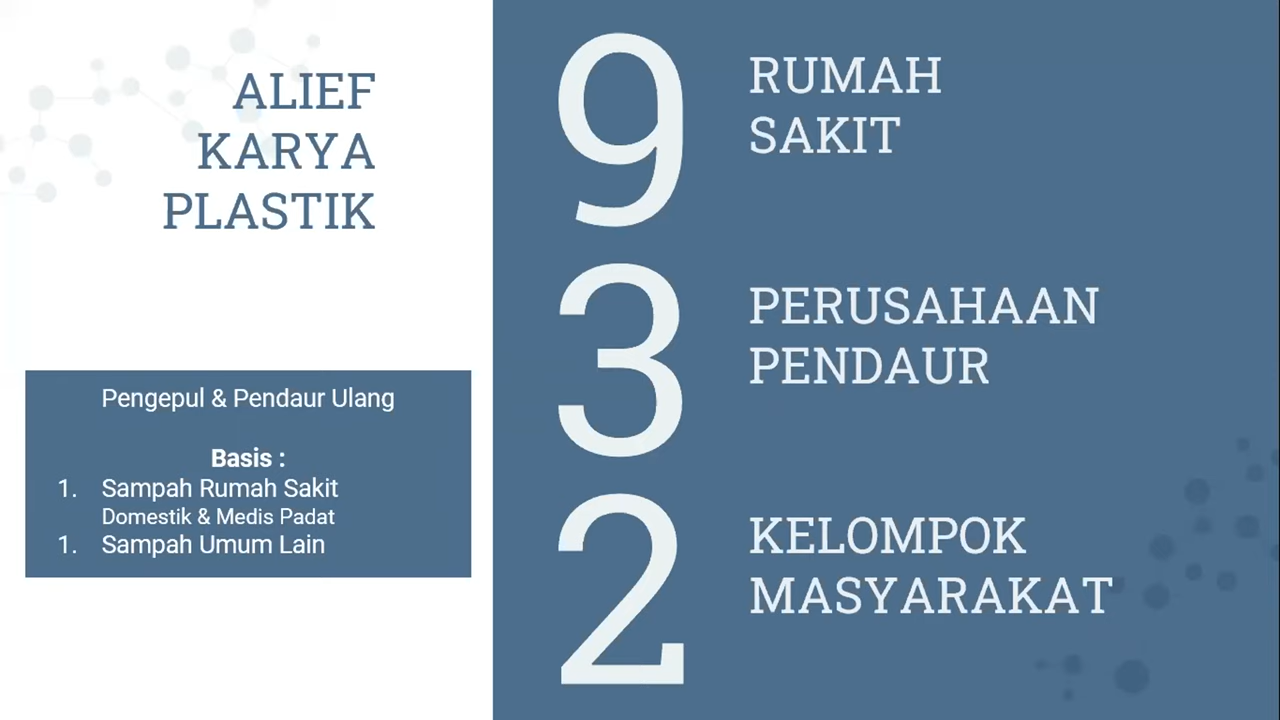 ALIEF
KARYA
PLASTIK
Pengepul & Pendaur Ulang
Basis :
1. Sampah Rumah Sakit
Domestik & Medis Padat
1. Sampah Umum Lain
9
RUMAH
SAKIT
3
PERUSAHAAN
PENDAUR
2
KELOMPOK
MASYARAKAT